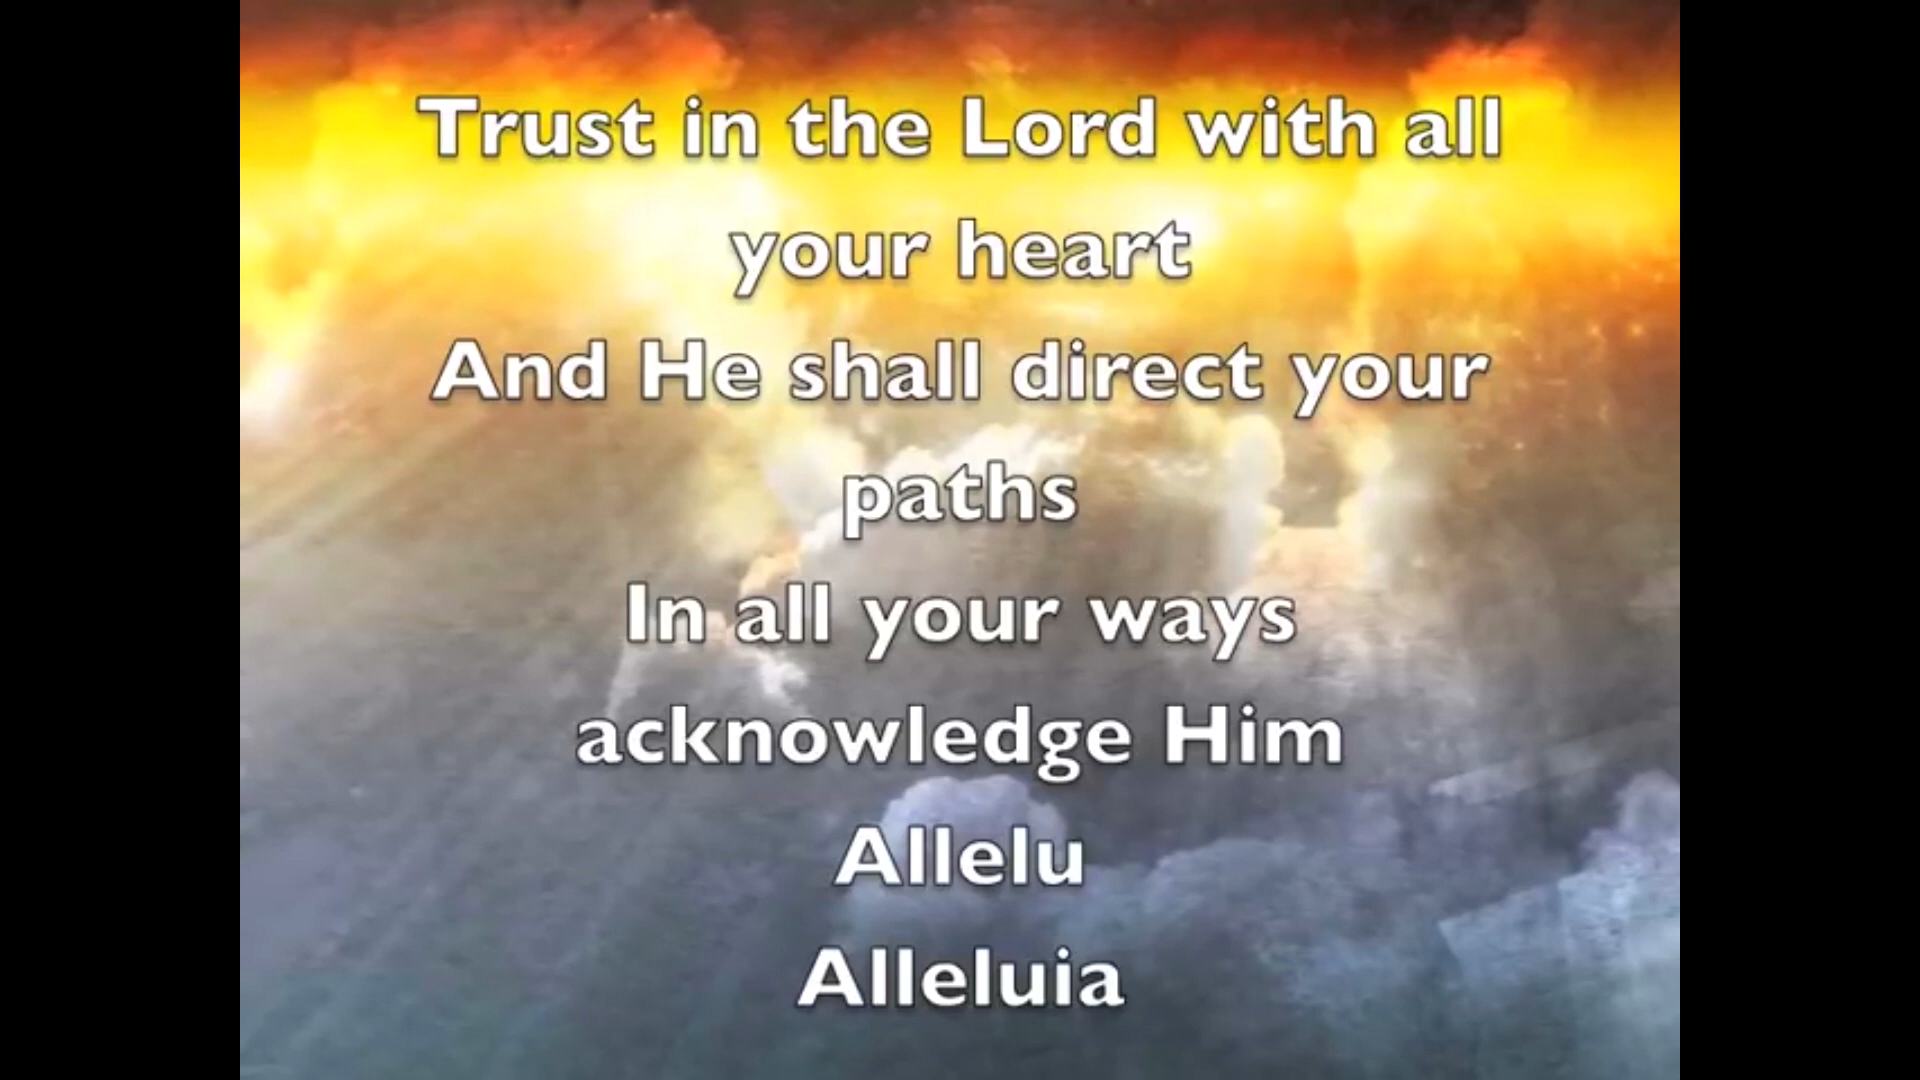 Trust in the Lord with all
your heart
And He shall direct your
paths
In all your ways
acknowledge Him
Allelu
Alleluia